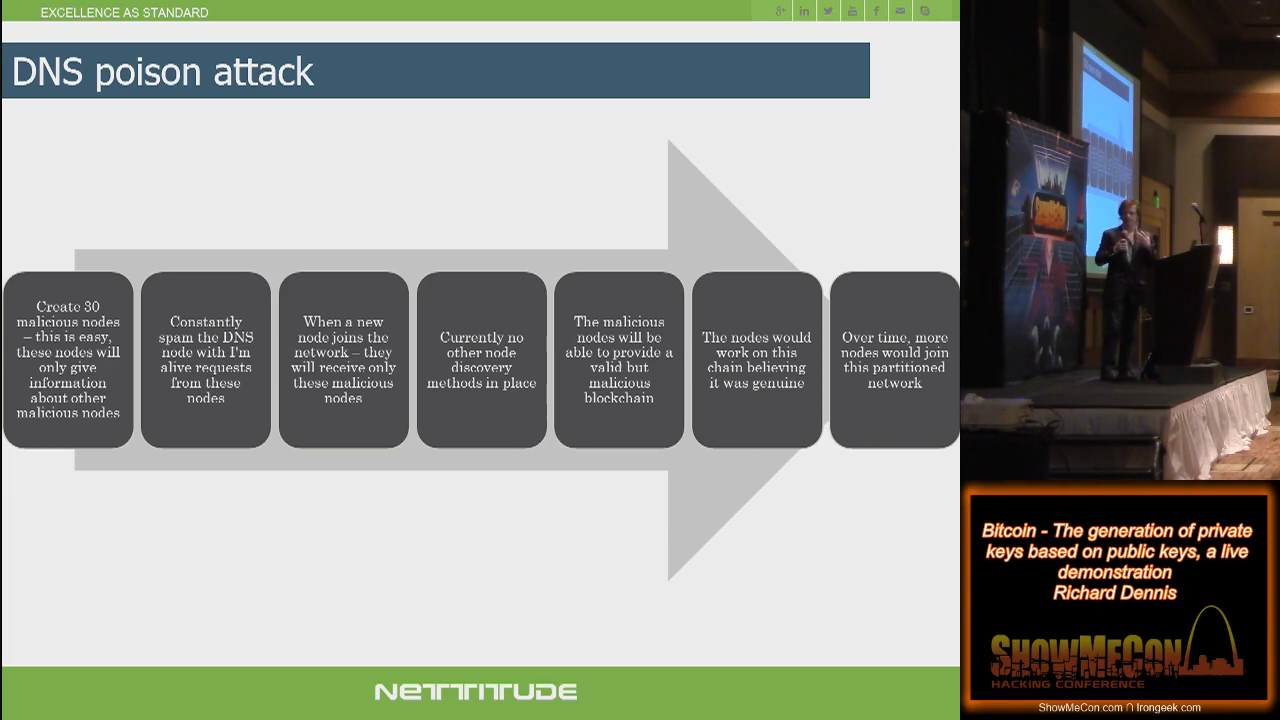 EXCELLENCE AS STANDARD
DNS poison attack
Create 30
malicious nodes
– this is easy,
these nodes will
only give
information
about other
malicious nodes
Constantly
spam the DNS
node with I'm
alive requests
from these
nodes
When a new
node joins the
network – they
will receive only
these malicious
nodes
Currently no
other node
discovery
methods in place
The malicious
nodes will be
able to provide a
valid but
malicious
blockchain
The nodes would
work on this
chain believing
it was genuine
Over time, more
nodes would join
this partitioned
network
NETTITUDE
Bitcoin - The generation of private
keys based on public keys, a live
demonstration
Richard Dennis
SHOWMECON
HACKING CONFERENCE
ShowMeCon.com ∩ Irongeek.com